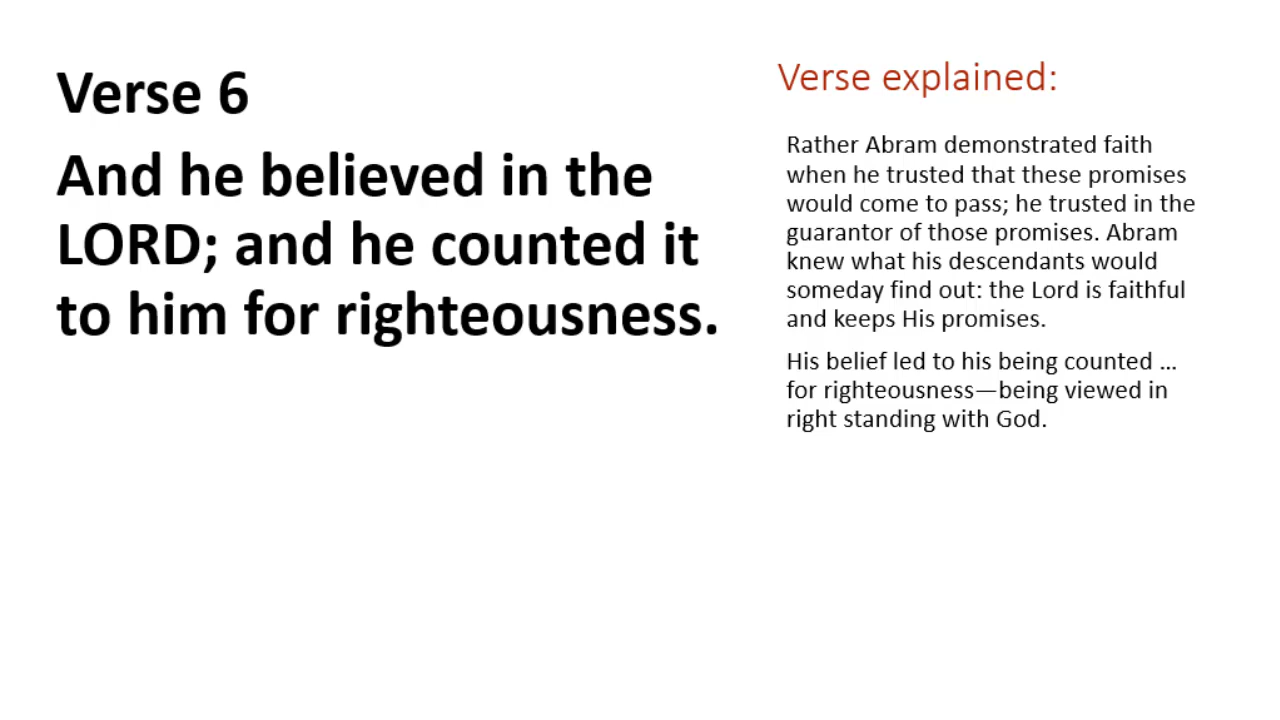 Verse 6
And he believed in the
LORD; and he counted it
to him for righteousness.
Verse explained:
Rather Abram demonstrated faith
when he trusted that these promises
would come to pass; he trusted in the
guarantor of those promises. Abram
knew what his descendants would
someday find out: the Lord is faithful
and keeps His promises.
His belief led to his being counted …
for righteousness—being viewed in
right standing with God.